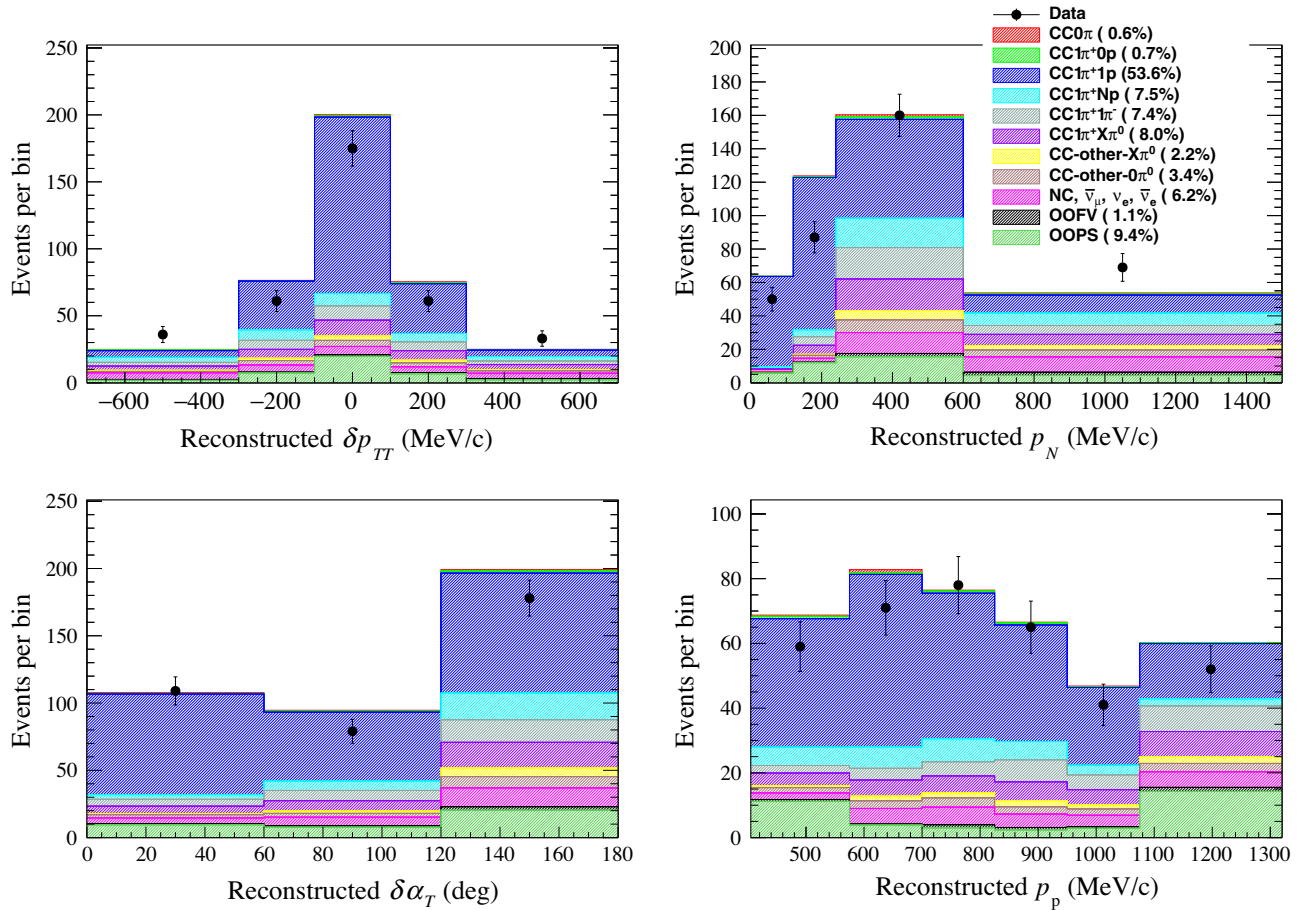 250
200
150
100
50
0
Events per bin
−600 −400 −200 0 200 400 600
Reconstructed δp_TT (MeV/c)
200
180
160
140
120
100
80
60
40
20
0
Events per bin
0 200 400 600 800 1000 1200 1400
Reconstructed p_N (MeV/c)
Data
CC0π ( 0.6%)
CC1π⁺0p ( 0.7%)
CC1π⁺1p (53.6%)
CC1π⁺Np ( 7.5%)
CC1π⁺1π⁻ ( 7.4%)
CC1π⁺Xπ⁰ ( 8.0%)
CC-other-Xπ⁰ ( 2.2%)
CC-other-0π⁰ ( 3.4%)
NC, ν̅_μ, ν_e, ν̅_e ( 6.2%)
OOFV ( 1.1%)
OOPS ( 9.4%)
250
200
150
100
50
0
Events per bin
0 20 40 60 80 100 120 140 160 180
Reconstructed δα_T (deg)
100
80
60
40
20
0
Events per bin
500 600 700 800 900 1000 1100 1200 1300
Reconstructed p_p (MeV/c)